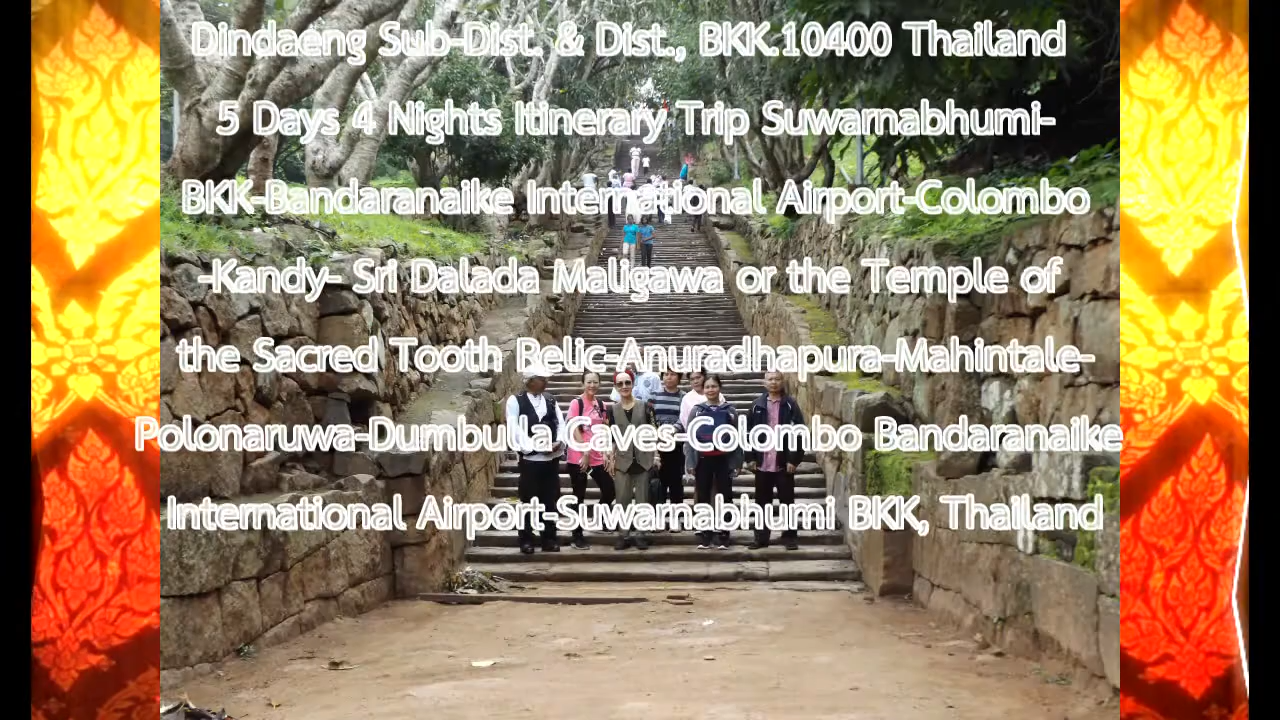 Dindaeng Sub-Dist. & Dist., BKK.10400 Thailand
5 Days 4 Nights Itinerary Trip Suwarnabhumi-
BKK-Bandaranaike International Airport-Colombo
-Kandy- Sri Dalada Maligawa or the Temple of
the Sacred Tooth Relic-Anuradhapura-Mahintale-
Polonaruwa-Dumbulla Caves-Colombo Bandaranaike
International Airport-Suwarnabhumi BKK, Thailand